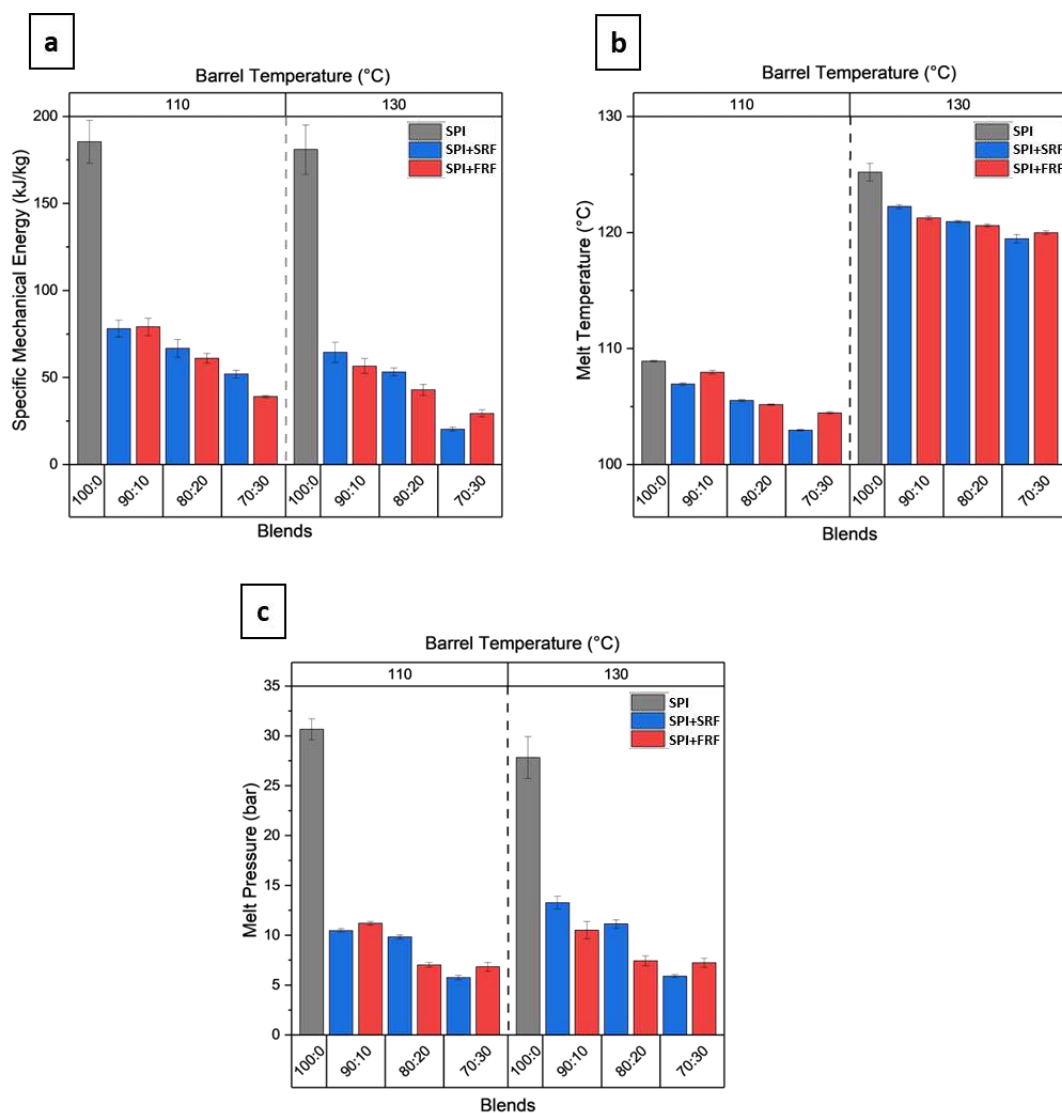 a
Barrel Temperature (°C)
110 130
200
150
100
50
0
Specific Mechanical Energy (kJ/kg)
SPI
SPI+SRF
SPI+FRF
100:0 90:10 80:20 70:30 100:0 90:10 80:20 70:30
Blends
b
Barrel Temperature (°C)
110 130
130
120
110
100
Melt Temperature (°C)
SPI
SPI+SRF
SPI+FRF
100:0 90:10 80:20 70:30 100:0 90:10 80:20 70:30
Blends
c
Barrel Temperature (°C)
110 130
35
30
25
20
15
10
5
0
Melt Pressure (bar)
SPI
SPI+SRF
SPI+FRF
100:0 90:10 80:20 70:30 100:0 90:10 80:20 70:30
Blends